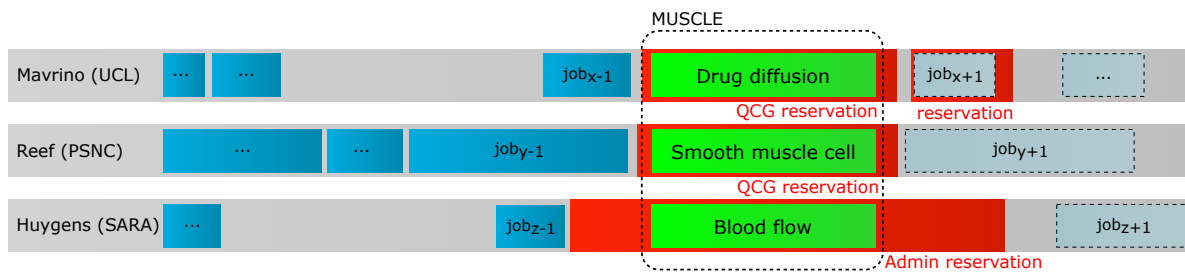 MUSCLE
Mavrino (UCL) ... ... jobx-1 Drug diffusion jobx+1 ...
QCG reservation reservation
Reef (PSNC) ... ... joby-1 Smooth muscle cell joby+1
QCG reservation
Huygens (SARA) ... jobz-1 Blood flow jobz+1
Admin reservation